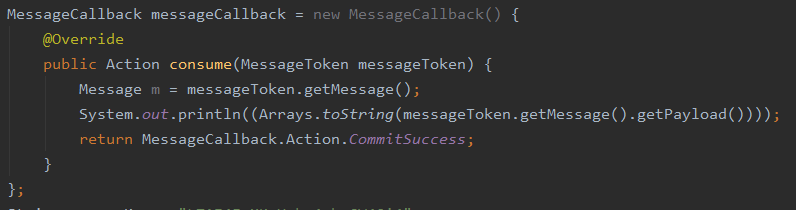 MessageCallback messageCallback = new MessageCallback() {
@Override
public Action consume(MessageToken messageToken) {
Message m = messageToken.getMessage();
System.out.println((Arrays.toString(messageToken.getMessage().getPayload())));
return MessageCallback.Action.CommitSuccess;
}
};